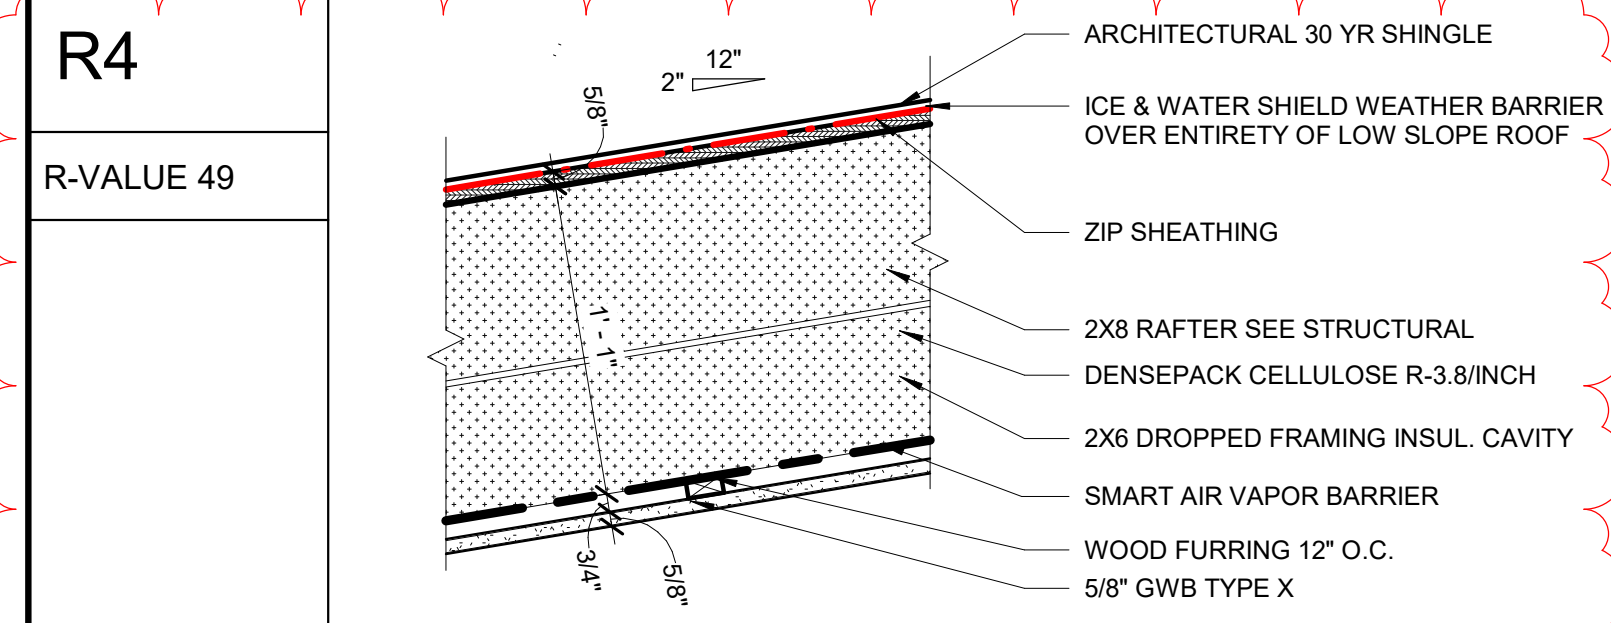 R4
R-VALUE 49
12"
2"
5/8"
1' - 1"
3/4"
5/8"
ARCHITECTURAL 30 YR SHINGLE
ICE & WATER SHIELD WEATHER BARRIER
OVER ENTIRETY OF LOW SLOPE ROOF
ZIP SHEATHING
2X8 RAFTER SEE STRUCTURAL
DENSEPACK CELLULOSE R-3.8/INCH
2X6 DROPPED FRAMING INSUL. CAVITY
SMART AIR VAPOR BARRIER
WOOD FURRING 12" O.C.
5/8" GWB TYPE X